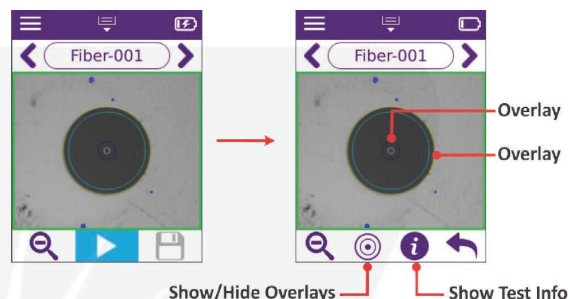 Fiber-001
Fiber-001
Overlay
Overlay
i
Show/Hide Overlays
Show Test Info